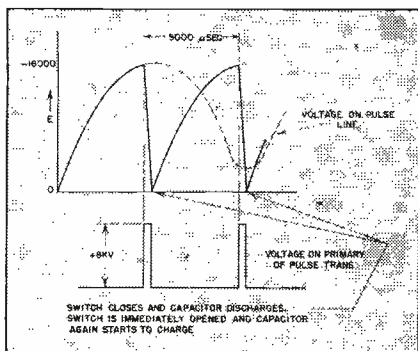 5000 µSEC
-16000
E
VOLTAGE ON PULSE
LINE
0
+8KV
VOLTAGE ON PRIMARY
OF PULSE TRANS.
SWITCH CLOSES AND CAPACITOR DISCHARGES.
SWITCH IS IMMEDIATELY OPENED AND CAPACITOR
AGAIN STARTS TO CHARGE